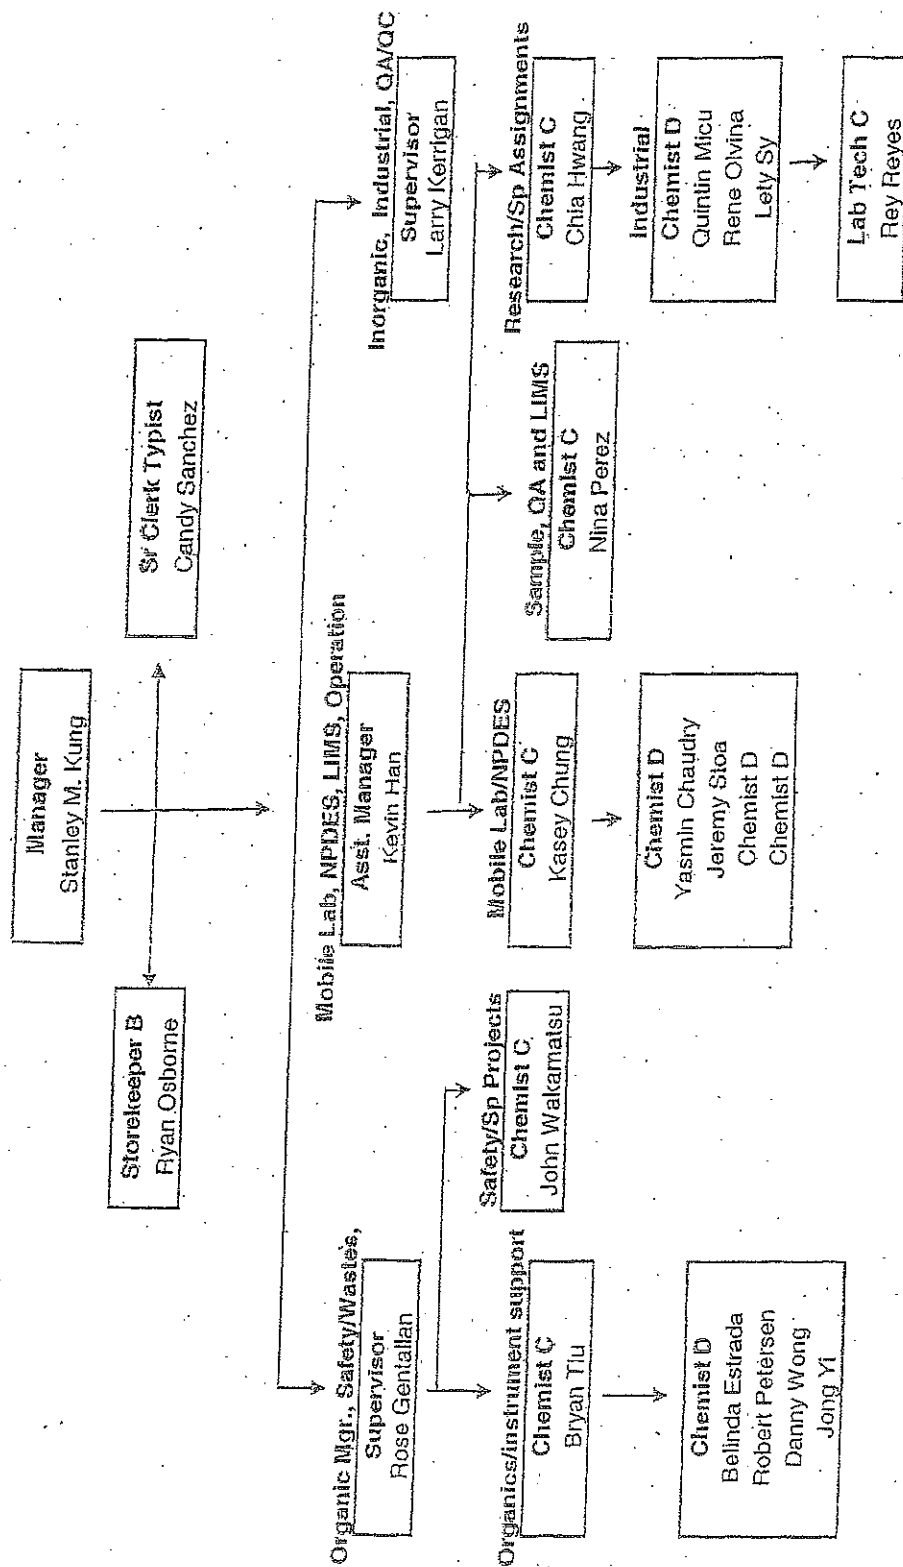 Manager
Stanley M. Kung
Storekeeper B
Ryan Osborne
Sr Clerk Typist
Candy Sanchez
Organic Mgr., Safety/Wastes,
Supervisor
Rose Gentallan
Mobile Lab, NPDES, LIMS, Operation
Asst. Manager
Kevin Han
Inorganic, Industrial, QA/QC
Supervisor
Larry Kerrigan
Organics/instrument support
Chemist C
Bryan Tiu
Safety/Sp Projects
Chemist C
John Wakamatsu
Mobile Lab/NPDES
Chemist C
Kasey Chung
Sample, QA and LIMS
Chemist C
Nina Perez
Research/Sp Assignments
Chemist C
Chia Hwang
Chemist D
Belinda Estrada
Robert Petersen
Danny Wong
Jong Yi
Chemist D
Yasmin Chaudry
Jeremy Sloa
Chemist D
Chemist D
Industrial
Chemist D
Quintin Micu
Rene Olvina
Lety Sy
Lab Tech C
Rey Reyes